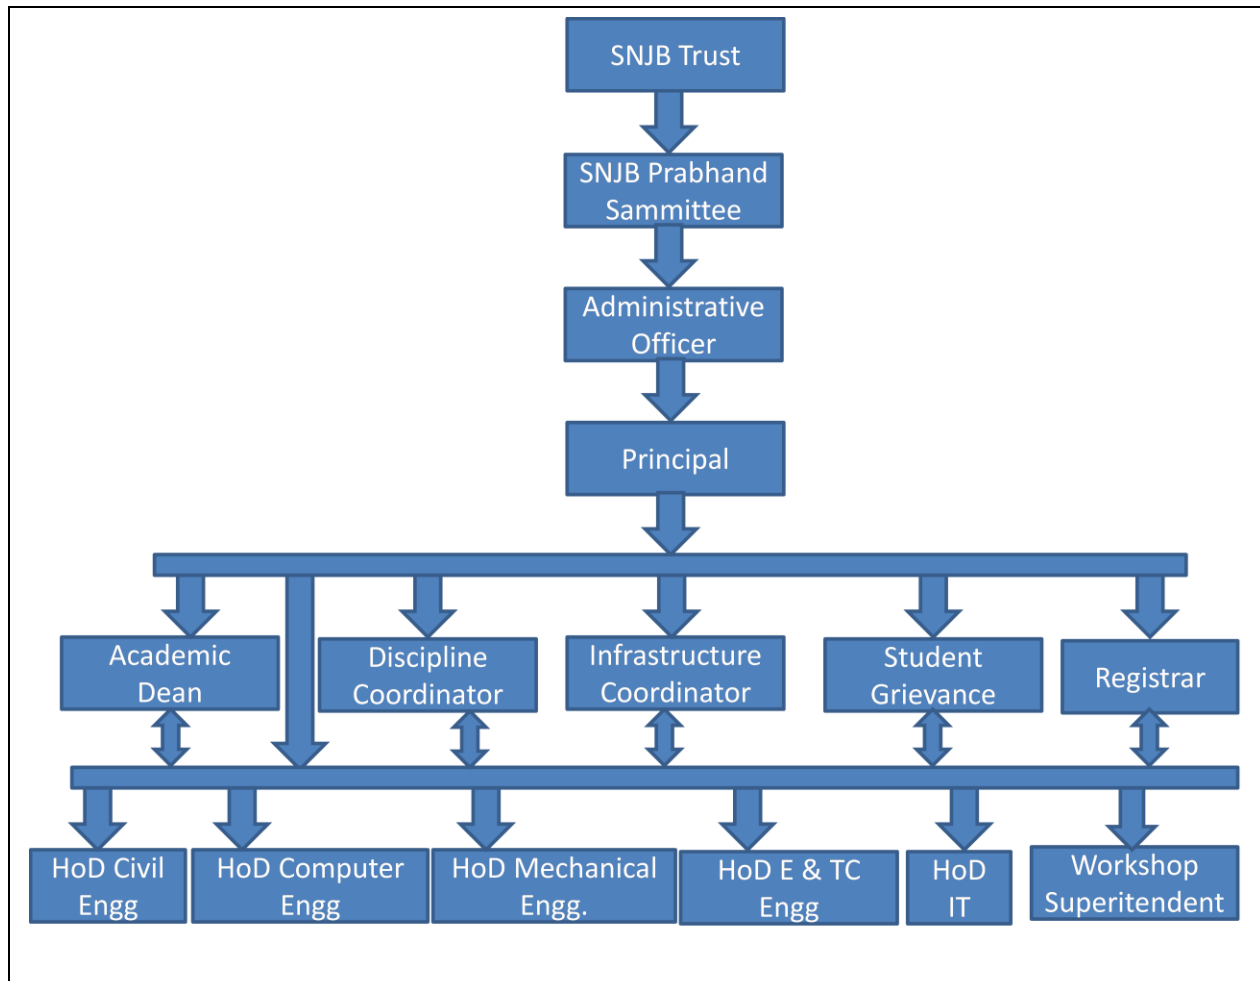 SNJB Trust
SNJB Prabhand
Sammittee
Administrative
Officer
Principal
Academic
Dean
Discipline
Coordinator
Infrastructure
Coordinator
Student
Grievance
Registrar
HoD Civil
Engg
HoD Computer
Engg
HoD Mechanical
Engg.
HoD E & TC
Engg
HoD
IT
Workshop
Superitendent